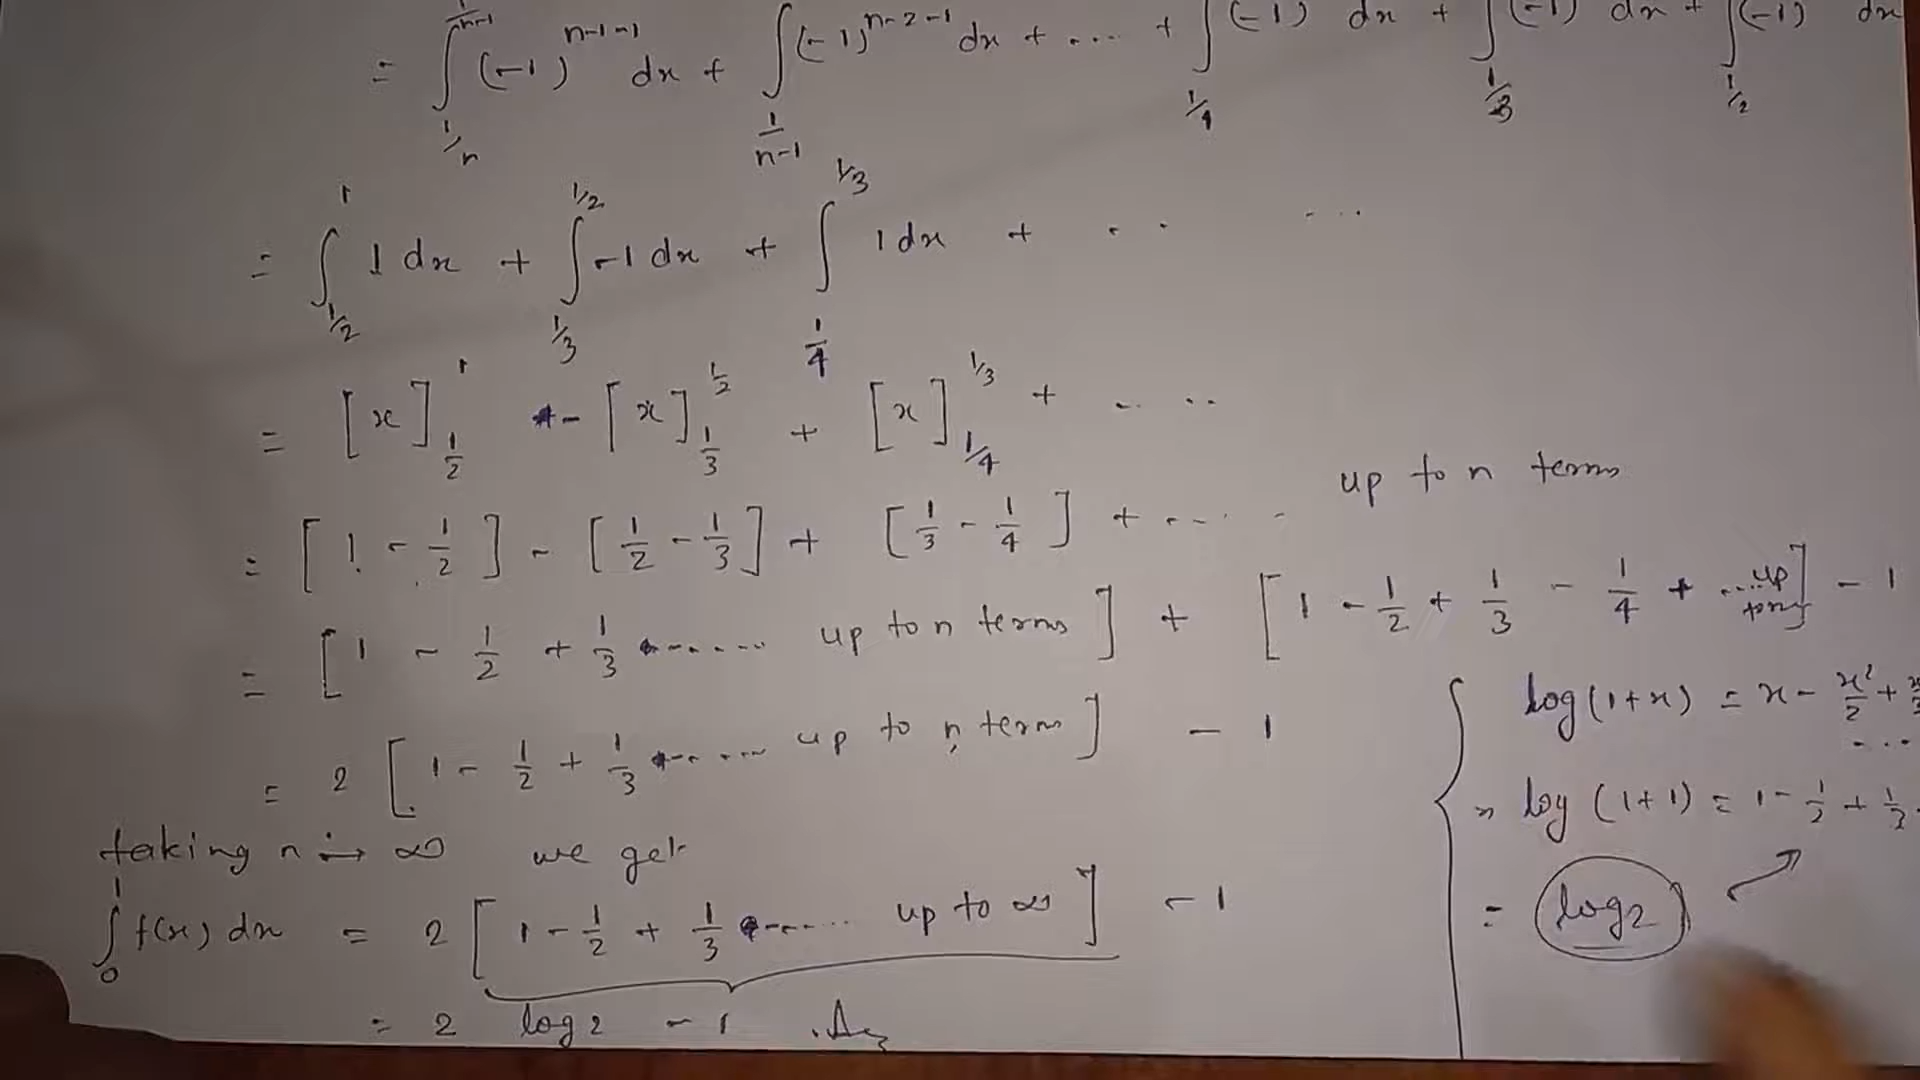 = ∫_{1/n}^{1/n-1} (-1)^{n-1-1} dx + ∫_{1/n-1} (-1)^{n-2-1} dx + .... + ∫_{1/4} (-1) dx + ∫_{1/3} (-1) dx + ∫_{1/2} (-1) dx
= ∫_{1/2}^{1} 1 dx + ∫_{1/3}^{1/2} -1 dx + ∫_{1/4}^{1/3} 1 dx + .. ...
= [x]_{1/2}^{1} - [x]_{1/3}^{1/2} + [x]_{1/4}^{1/3} + .. ..
= [1 - 1/2] - [1/2 - 1/3] + [1/3 - 1/4] + .... - up to n terms
= [1 - 1/2 + 1/3 ...... up to n terms] + [1 - 1/2 + 1/3 - 1/4 + .... up terms] - 1
= 2 [1 - 1/2 + 1/3 ...... up to n terms] - 1
taking n → ∞ we get
∫_{0}^{1} f(x) dx = 2 [1 - 1/2 + 1/3 ...... up to ∞] - 1
= 2 log 2 - 1 .Ans
log(1+x) = x - x²/2 +
...
» log (1+1) = 1 - 1/2 + 1/3
= log 2